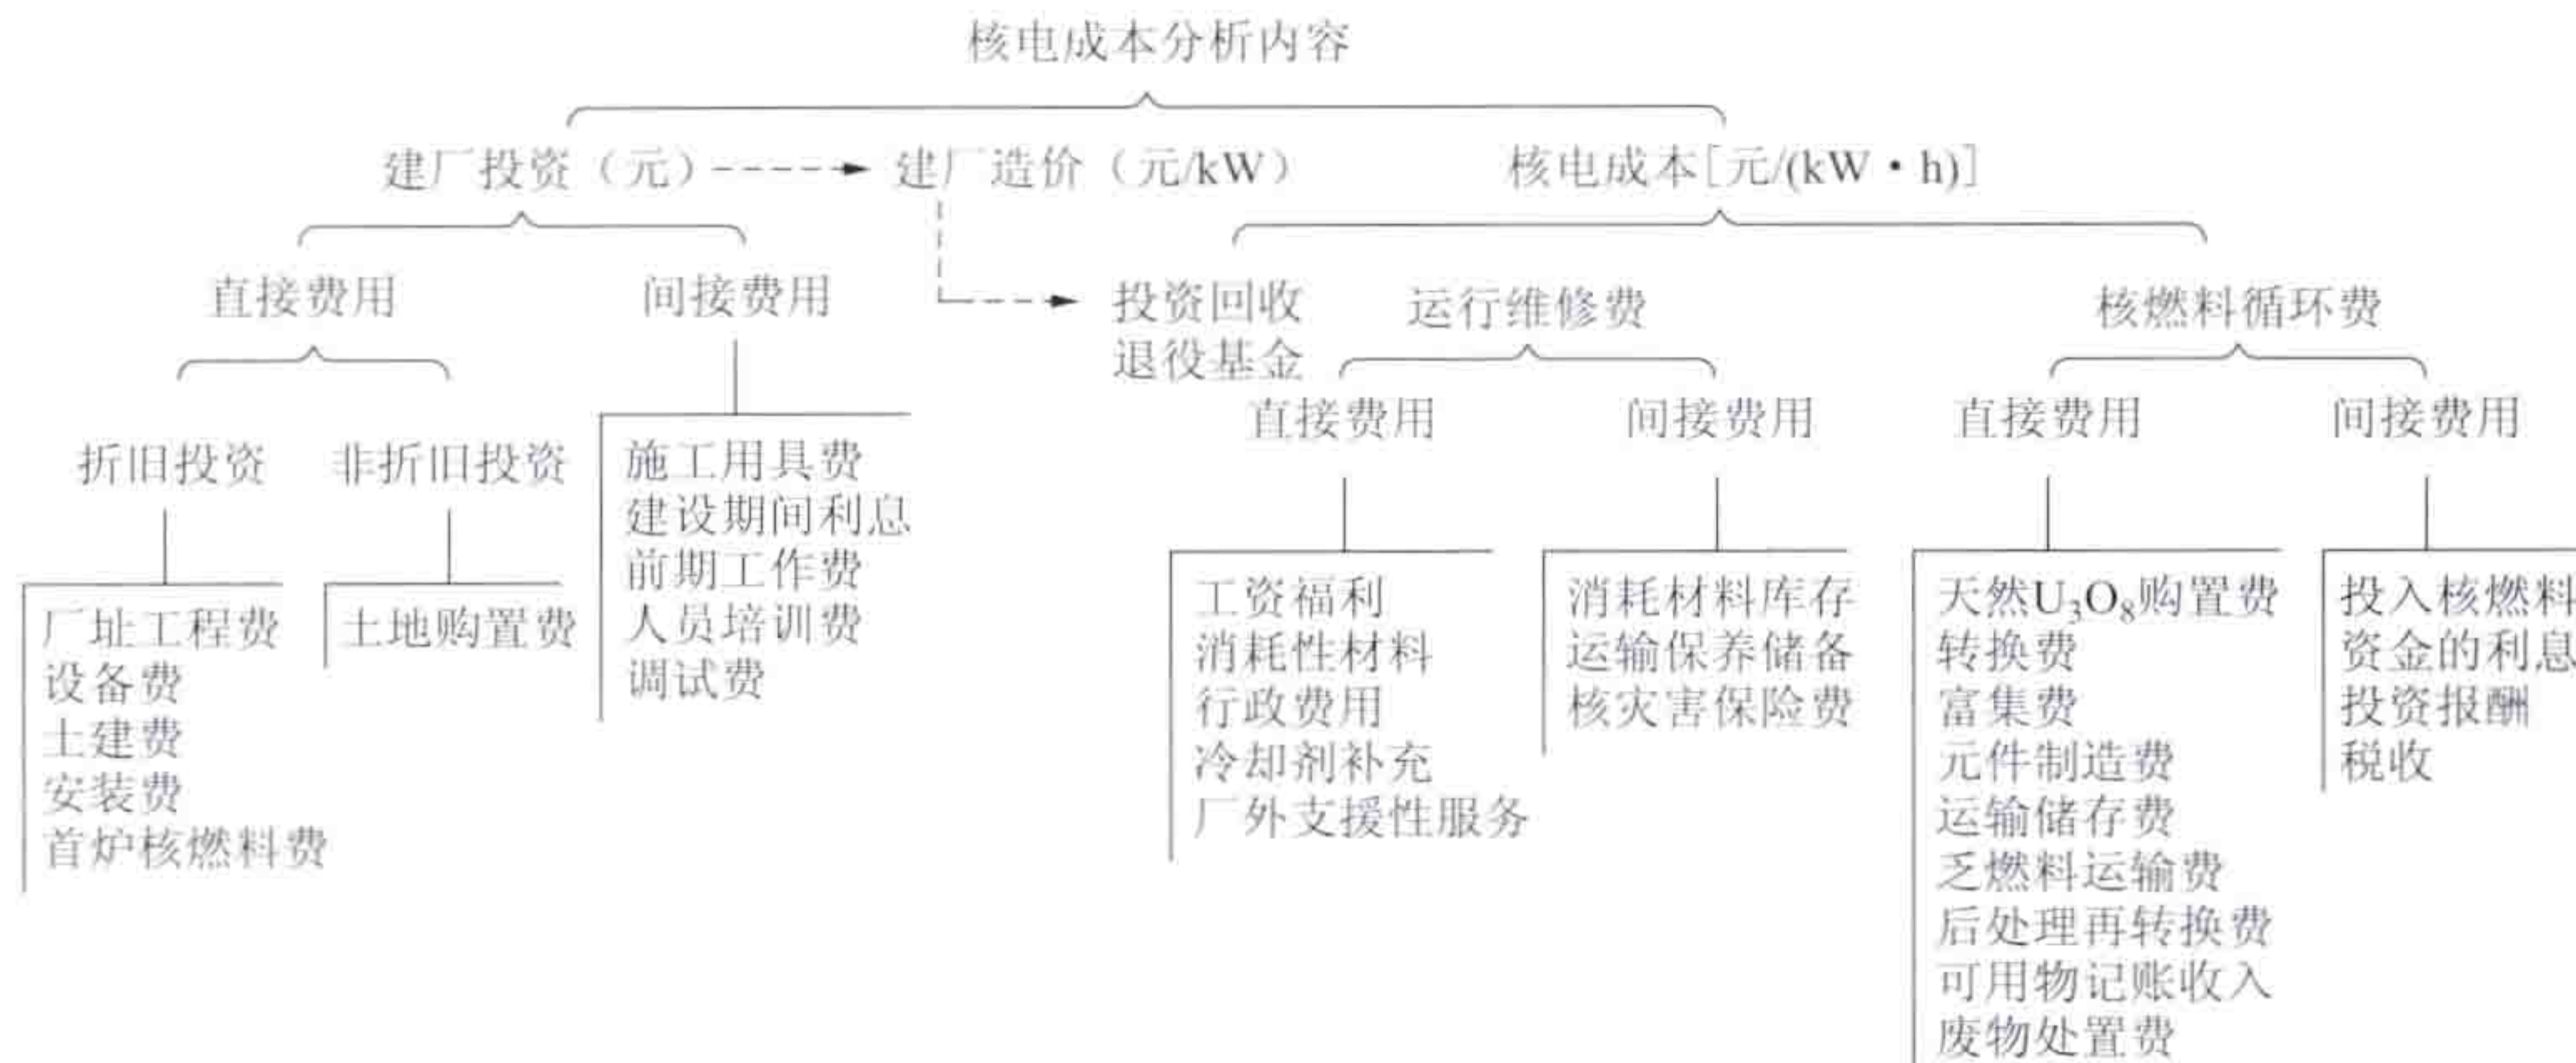 核电成本分析内容
建厂投资（元） 建厂造价（元/kW） 核电成本[元/(kW·h)]
直接费用 间接费用 投资回收 运行维修费 核燃料循环费
退役基金
直接费用 间接费用 直接费用 间接费用
折旧投资 非折旧投资
施工用具费
建设期间利息
前期工作费
人员培训费
调试费
厂址工程费
设备费
土建费
安装费
首炉核燃料费
土地购置费
工资福利
消耗性材料
行政费用
冷却剂补充
厂外支援性服务
消耗材料库存
运输保养储备
核灾害保险费
天然U₃O₈购置费
转换费
富集费
元件制造费
运输储存费
乏燃料运输费
后处理再转换费
可用物记账收入
废物处置费
投入核燃料
资金的利息
投资报酬
税收